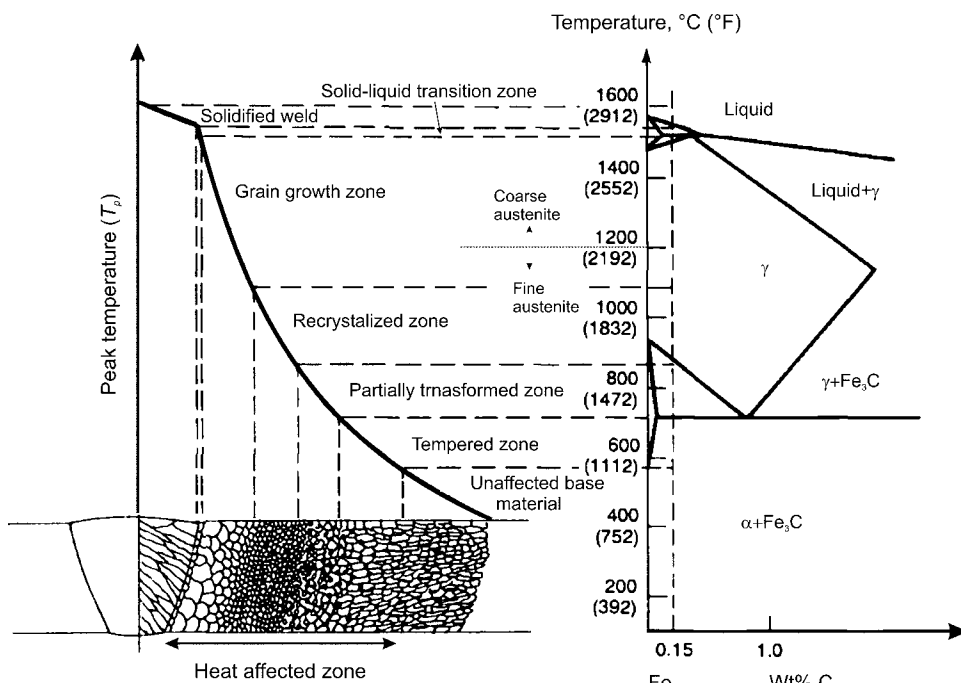 Temperature, °C (°F)
Solid-liquid transition zone
Solidified weld
Grain growth zone
Recrystalized zone
Partially trnasformed zone
Tempered zone
Unaffected base
material
Peak temperature (Tp)
Coarse
austenite
Fine
austenite
Heat affected zone
1600
(2912)
1400
(2552)
1200
(2192)
1000
(1832)
800
(1472)
600
(1112)
400
(752)
200
(392)
Liquid
Liquid+γ
γ
γ+Fe3C
α+Fe3C
0.15
1.0
Fe
Wt% C